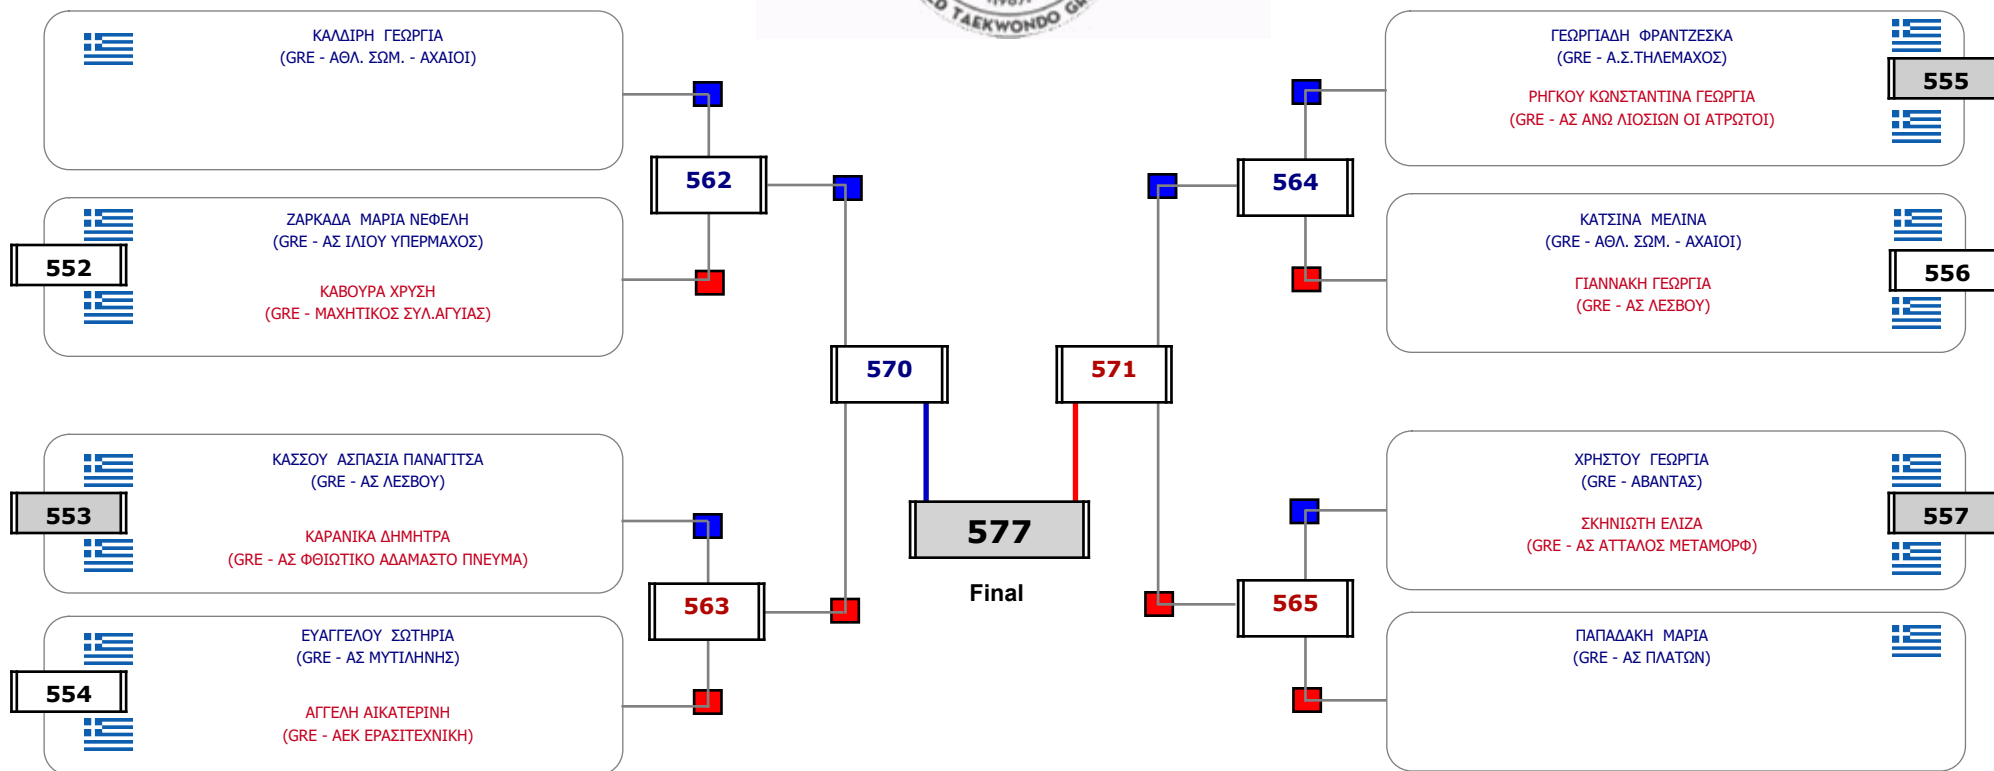 TAEKWONDO
ΚΑΛΔΙΡΗ  ΓΕΩΡΓΙΑ
(GRE - ΑΘΛ. ΣΩΜ. - ΑΧΑΙΟΙ)
562
ΖΑΡΚΑΔΑ  ΜΑΡΙΑ ΝΕΦΕΛΗ
(GRE - ΑΣ ΙΛΙΟΥ ΥΠΕΡΜΑΧΟΣ)
552
ΚΑΒΟΥΡΑ ΧΡΥΣΗ
(GRE - ΜΑΧΗΤΙΚΟΣ ΣΥΛ.ΑΓΥΙΑΣ)
570
ΚΑΣΣΟΥ  ΑΣΠΑΣΙΑ ΠΑΝΑΓΙΤΣΑ
(GRE - ΑΣ ΛΕΣΒΟΥ)
553
ΚΑΡΑΝΙΚΑ ΔΗΜΗΤΡΑ
(GRE - ΑΣ ΦΘΙΩΤΙΚΟ ΑΔΑΜΑΣΤΟ ΠΝΕΥΜΑ)
563
ΕΥΑΓΓΕΛΟΥ  ΣΩΤΗΡΙΑ
(GRE - ΑΣ ΜΥΤΙΛΗΝΗΣ)
554
ΑΓΓΕΛΗ ΑΙΚΑΤΕΡΙΝΗ
(GRE - ΑΕΚ ΕΡΑΣΙΤΕΧΝΙΚΗ)
577
Final
ΓΕΩΡΓΙΑΔΗ  ΦΡΑΝΤΖΕΣΚΑ
(GRE - Α.Σ.ΤΗΛΕΜΑΧΟΣ)
555
ΡΗΓΚΟΥ ΚΩΝΣΤΑΝΤΙΝΑ ΓΕΩΡΓΙΑ
(GRE - ΑΣ ΑΝΩ ΛΙΟΣΙΩΝ ΟΙ ΑΤΡΩΤΟΙ)
564
ΚΑΤΣΙΝΑ  ΜΕΛΙΝΑ
(GRE - ΑΘΛ. ΣΩΜ. - ΑΧΑΙΟΙ)
556
ΓΙΑΝΝΑΚΗ ΓΕΩΡΓΙΑ
(GRE - ΑΣ ΛΕΣΒΟΥ)
571
ΧΡΗΣΤΟΥ  ΓΕΩΡΓΙΑ
(GRE - ΑΒΑΝΤΑΣ)
557
ΣΚΗΝΙΩΤΗ ΕΛΙΖΑ
(GRE - ΑΣ ΑΤΤΑΛΟΣ ΜΕΤΑΜΟΡΦ)
565
ΠΑΠΑΔΑΚΗ  ΜΑΡΙΑ
(GRE - ΑΣ ΠΛΑΤΩΝ)